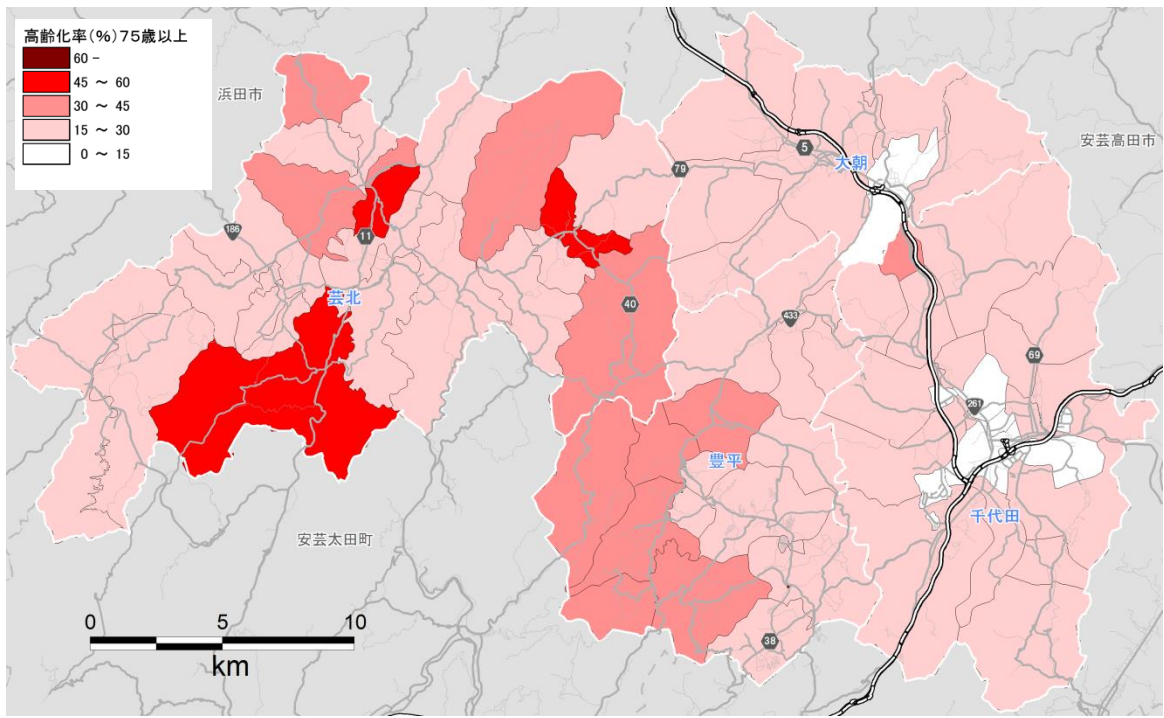 高齢化率(%)75歳以上
60 -
45 ～ 60
30 ～ 45
15 ～ 30
0 ～ 15
浜田市
安芸高田市
5
大朝
79
186
11
芸北
40
433
69
261
豊平
千代田
安芸太田町
38
0 5 10
km